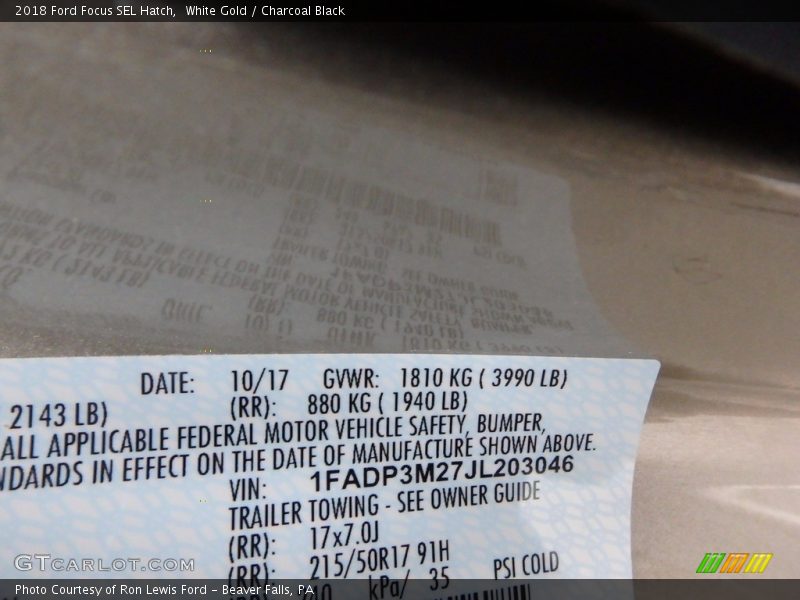 2018 Ford Focus SEL Hatch,  White Gold / Charcoal Black
DATE: 10/17 GVWR: 1810 KG ( 3990 LB)
2143 LB) (RR): 880 KG ( 1940 LB)
ALL APPLICABLE FEDERAL MOTOR VEHICLE SAFETY, BUMPER,
NDARDS IN EFFECT ON THE DATE OF MANUFACTURE SHOWN ABOVE.
VIN: 1FADP3M27JL203046
TRAILER TOWING - SEE OWNER GUIDE
(RR): 17x7.0J
(RR): 215/50R17 91H
(RR): kPa/ 35 PSI COLD
GTCARLOT.COM
Photo Courtesy of Ron Lewis Ford – Beaver Falls, PA